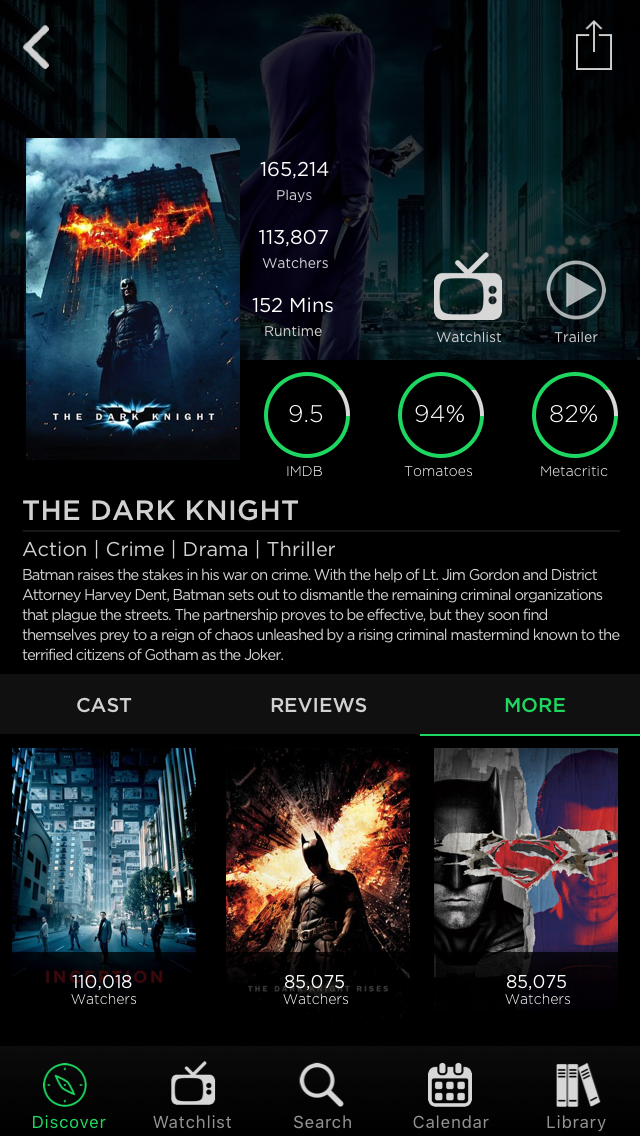 165,214
Plays
113,807
Watchers
152 Mins
Runtime
THE DARK KNIGHT
Watchlist
Trailer
9.5
IMDB
94%
Tomatoes
82%
Metacritic
THE DARK KNIGHT
Action | Crime | Drama | Thriller
Batman raises the stakes in his war on crime. With the help of Lt. Jim Gordon and District
Attorney Harvey Dent, Batman sets out to dismantle the remaining criminal organizations
that plague the streets. The partnership proves to be effective, but they soon find
themselves prey to a reign of chaos unleashed by a rising criminal mastermind known to the
terrified citizens of Gotham as the Joker.
CAST
REVIEWS
MORE
INCEPTION
110,018
Watchers
THE DARK KNIGHT RISES
85,075
Watchers
85,075
Watchers
Discover
Watchlist
Search
Calendar
Library